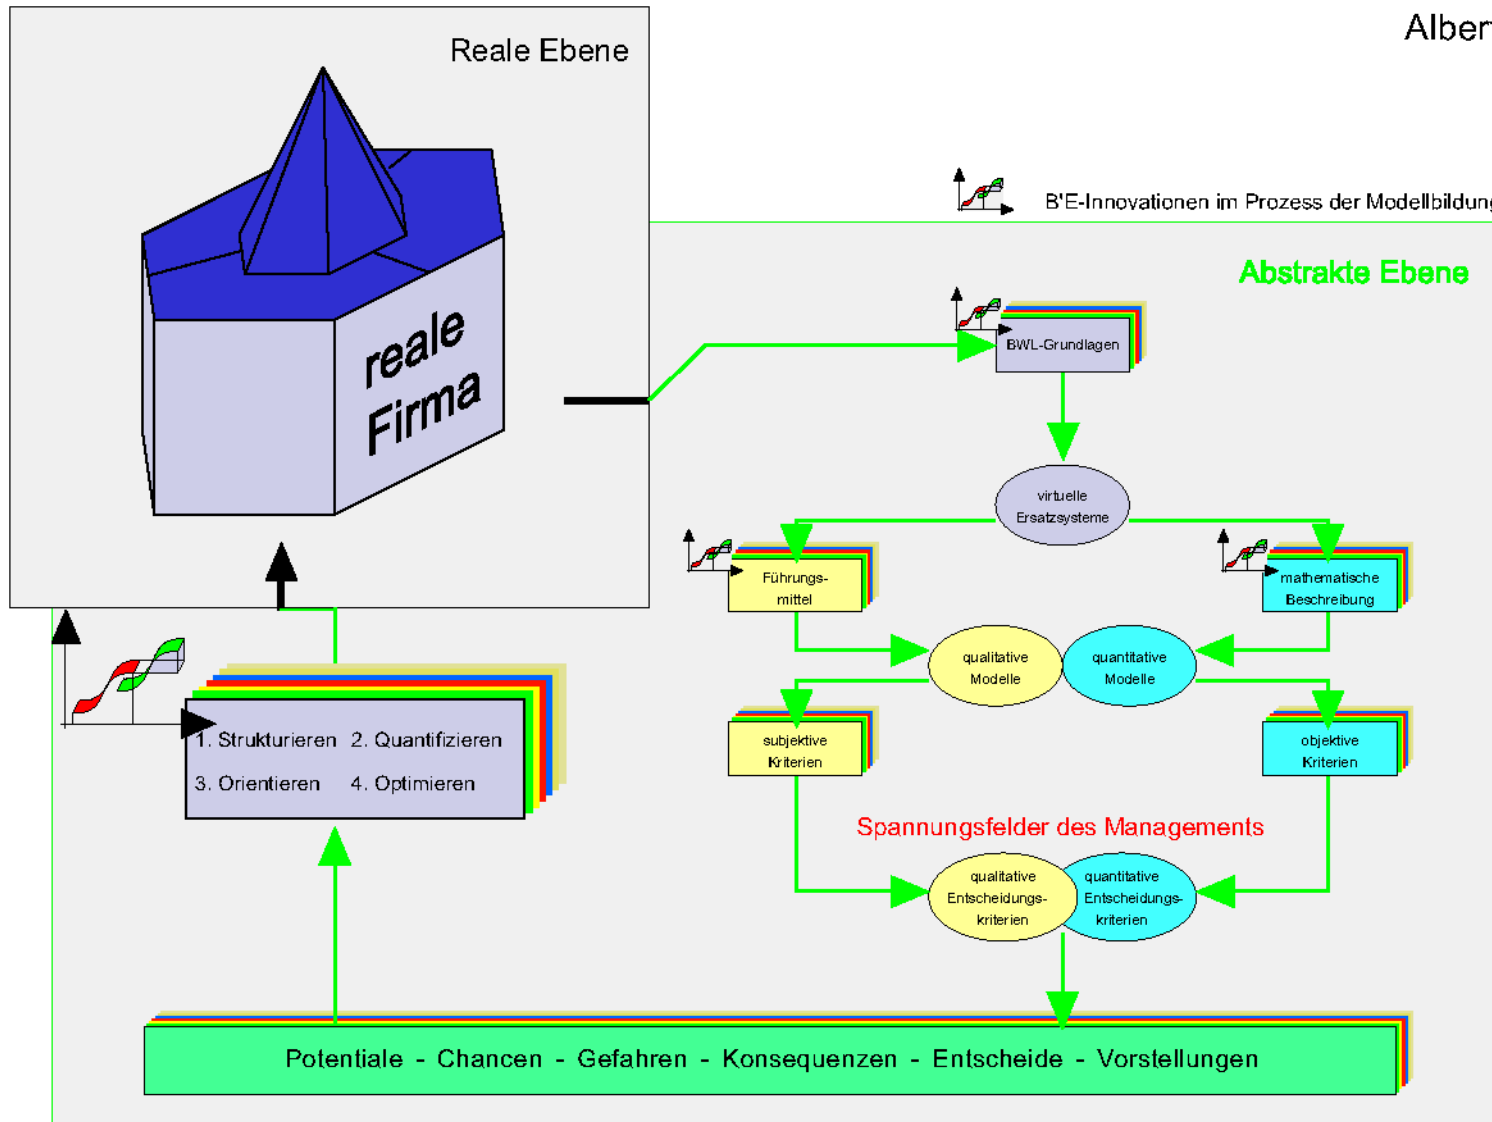 Reale Ebene
Alber
reale
Firma
B'E-Innovationen im Prozess der Modellbildung
Abstrakte Ebene
BWL-Grundlagen
virtuelle
Ersatzsysteme
Führungs-
mittel
mathematische
Beschreibung
qualitative
Modelle
quantitative
Modelle
subjektive
Kriterien
objektive
Kriterien
1. Strukturieren 2. Quantifizieren
3. Orientieren 4. Optimieren
Spannungsfelder des Managements
qualitative
Entscheidungs-
kriterien
quantitative
Entscheidungs-
kriterien
Potentiale - Chancen - Gefahren - Konsequenzen - Entscheide - Vorstellungen